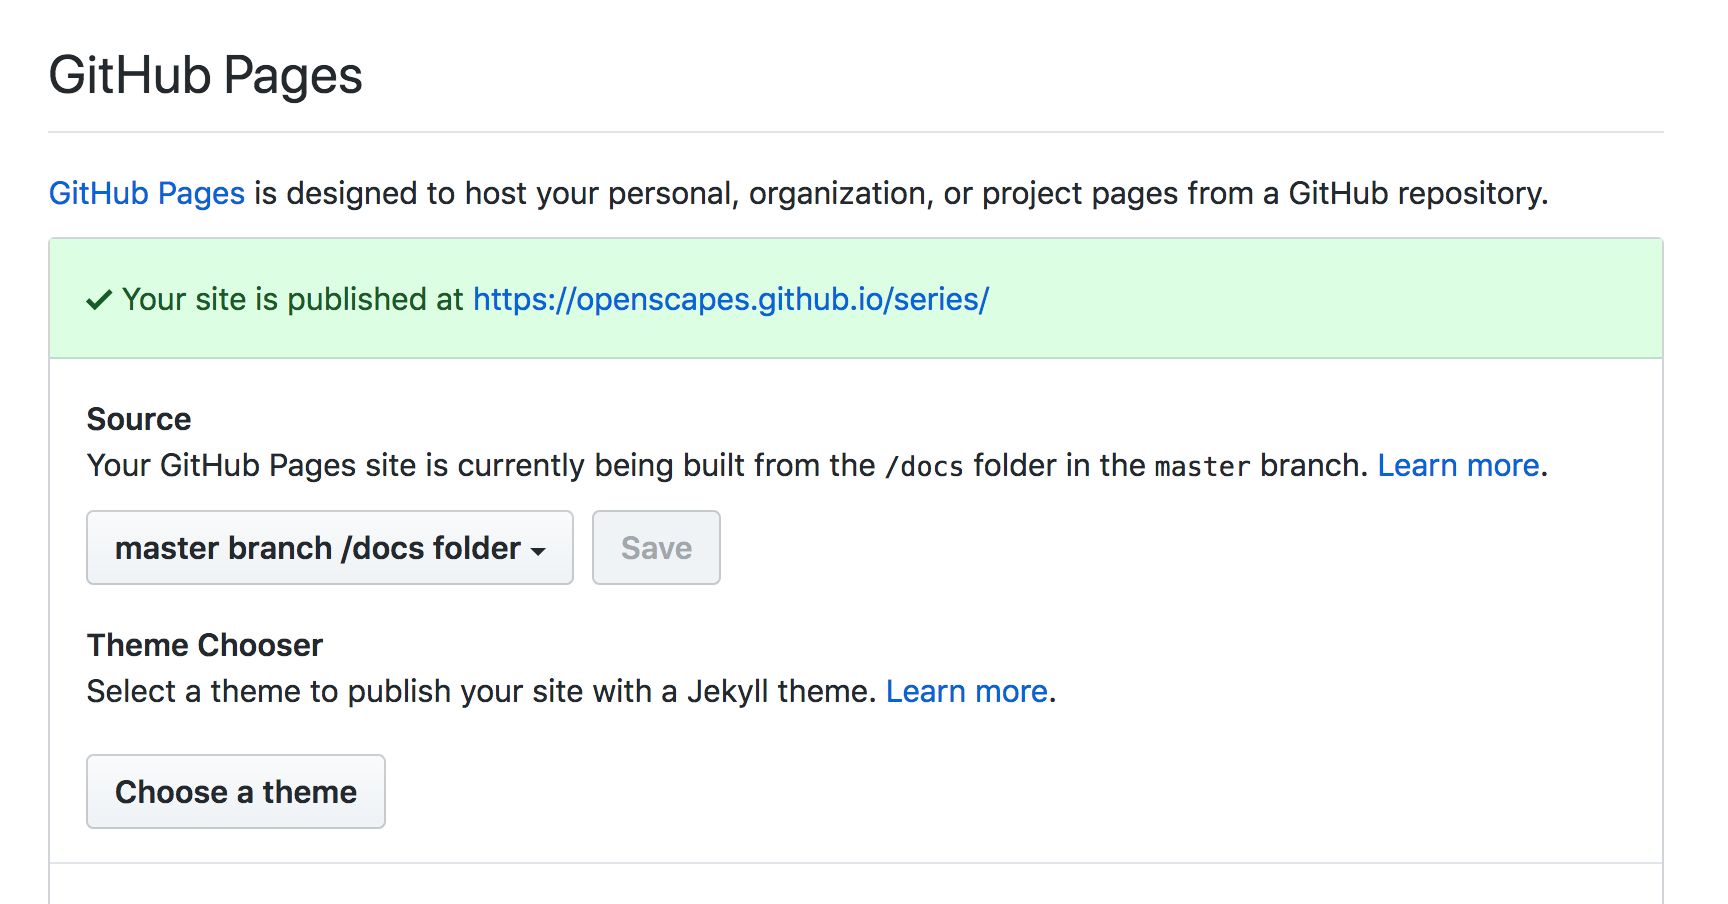 GitHub Pages
GitHub Pages is designed to host your personal, organization, or project pages from a GitHub repository.
✓ Your site is published at https://openscapes.github.io/series/
Source
Your GitHub Pages site is currently being built from the /docs folder in the master branch. Learn more.
master branch /docs folder
Save
Theme Chooser
Select a theme to publish your site with a Jekyll theme. Learn more.
Choose a theme